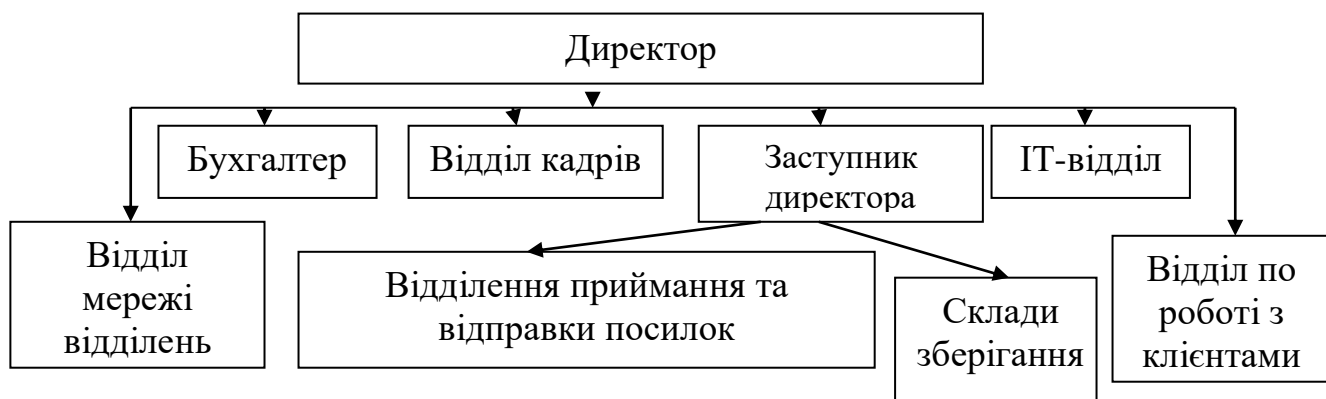 Директор
Бухгалтер
Відділ кадрів
Заступник
директора
ІТ-відділ
Відділ
мережі
відділень
Відділення приймання та
відправки посилок
Склади
зберігання
Відділ по
роботі з
клієнтами